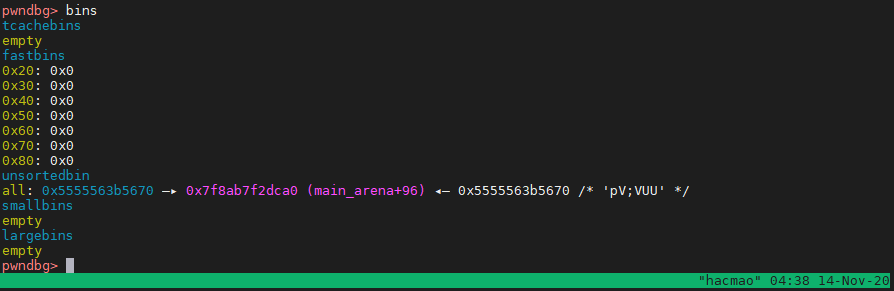 pwndbg> bins
tcachebins
empty
fastbins
0x20: 0x0
0x30: 0x0
0x40: 0x0
0x50: 0x0
0x60: 0x0
0x70: 0x0
0x80: 0x0
unsortedbin
all: 0x5555563b5670 —▸ 0x7f8ab7f2dca0 (main_arena+96) ◂— 0x5555563b5670 /* 'pV;VUU' */
smallbins
empty
largebins
empty
pwndbg>
"hacmao" 04:38 14-Nov-20